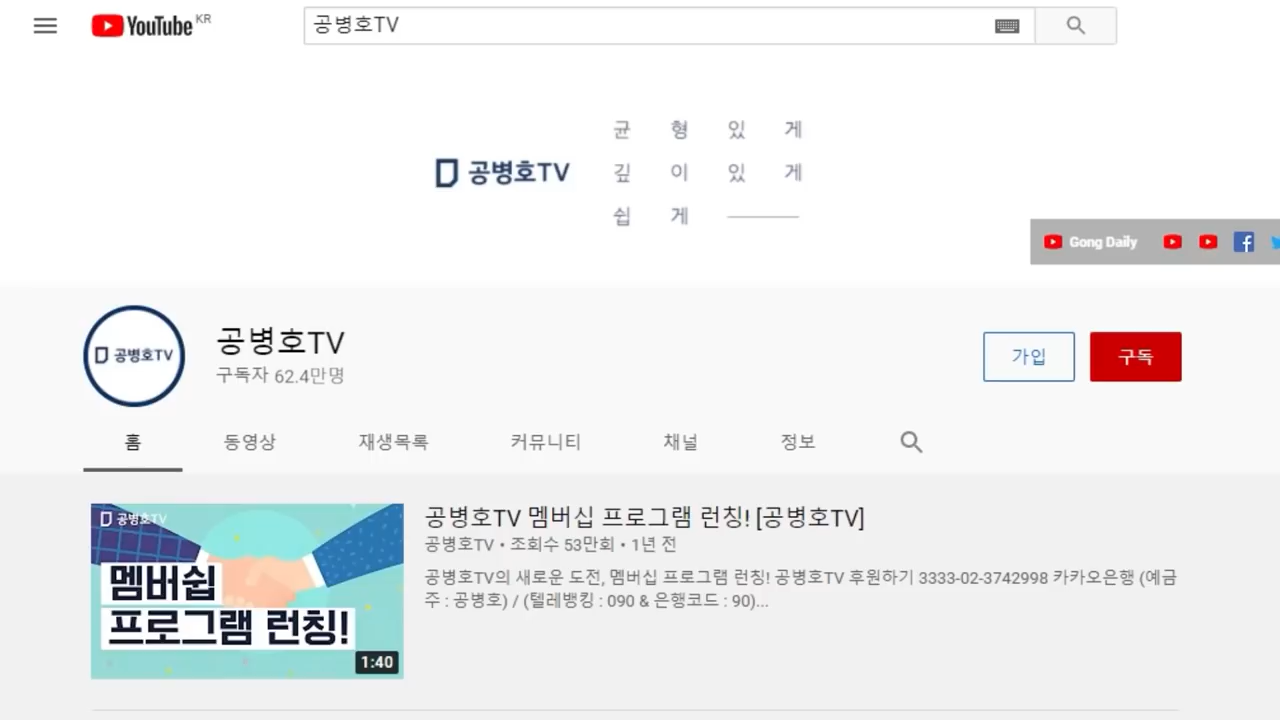 YouTube KR
공병호TV
균 형 있 게
공병호TV
깊 이 있 게
쉽 게
Gong Daily
공병호TV
공병호TV
구독자 62.4만명
가입
구독
홈
동영상
재생목록
커뮤니티
채널
정보
공병호TV
멤버쉽
프로그램 런칭!
1:40
공병호TV 멤버십 프로그램 런칭! [공병호TV]
공병호TV • 조회수 53만회 • 1년 전
공병호TV의 새로운 도전, 멤버십 프로그램 런칭! 공병호TV 후원하기 3333-02-3742998 카카오은행 (예금
주 : 공병호) / (텔레뱅킹 : 090 & 은행코드 : 90)...